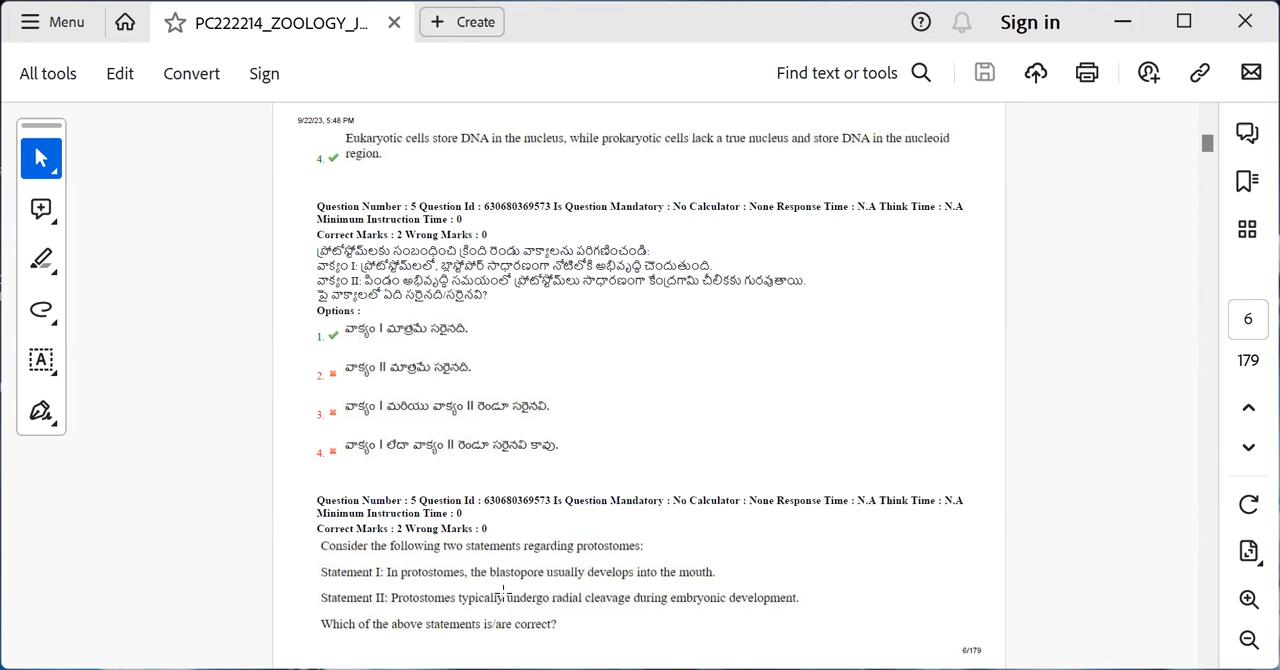 Menu
PC222214_ZOOLOGY_J...
Create
Sign in
All tools Edit Convert Sign
Find text or tools
9/22/23, 5:48 PM
Eukaryotic cells store DNA in the nucleus, while prokaryotic cells lack a true nucleus and store DNA in the nucleoid
4. region.
Question Number : 5 Question Id : 630680369573 Is Question Mandatory : No Calculator : None Response Time : N.A Think Time : N.A
Minimum Instruction Time : 0
Correct Marks : 2 Wrong Marks : 0
ప్రోటోస్టోమ్‌లకు సంబంధించి క్రింది రెండు వాక్యాలను పరిగణించండి:
వాక్యం I: ప్రోటోస్టోమ్‌లలో, బ్లాస్టోపోర్ సాధారణంగా నోటిలోకి అభివృద్ధి చెందుతుంది.
వాక్యం II: పిండం అభివృద్ధి సమయంలో ప్రోటోస్టోమ్‌లు సాధారణంగా కేంద్రగామి చీలికకు గురవుతాయి.
పై వాక్యాలలో ఏది సరైనది/సరైనవి?
Options :
1. వాక్యం I మాత్రమే సరైనది.
2. వాక్యం II మాత్రమే సరైనది.
3. వాక్యం I మరియు వాక్యం II రెండూ సరైనవి.
4. వాక్యం I లేదా వాక్యం II రెండూ సరైనవి కావు.
Question Number : 5 Question Id : 630680369573 Is Question Mandatory : No Calculator : None Response Time : N.A Think Time : N.A
Minimum Instruction Time : 0
Correct Marks : 2 Wrong Marks : 0
Consider the following two statements regarding protostomes:
Statement I: In protostomes, the blastopore usually develops into the mouth.
Statement II: Protostomes typically undergo radial cleavage during embryonic development.
Which of the above statements is/are correct?
6/179
6
179